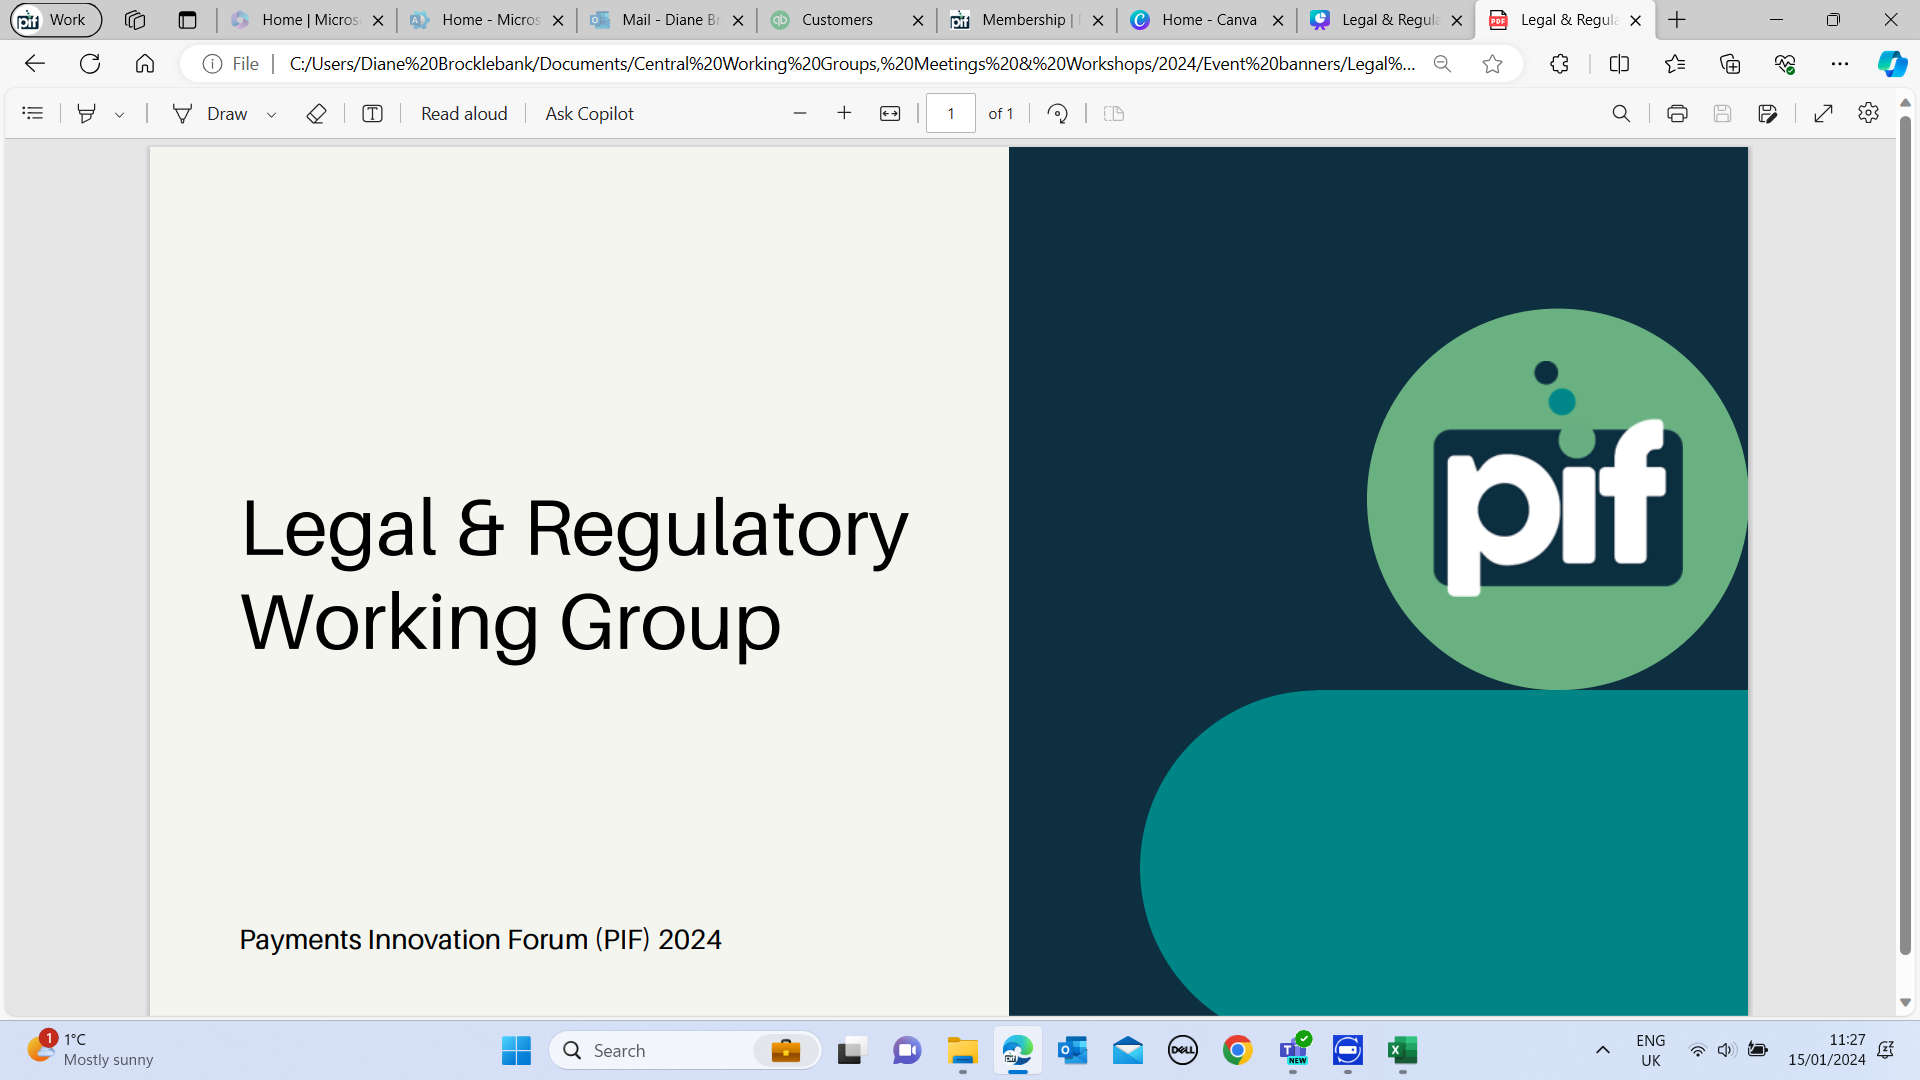 Work
Home | Micros
Home - Micros
Mail - Diane Br
Customers
Membership |
Home - Canva
Legal & Regula
Legal & Regula
File
C:/Users/Diane%20Brocklebank/Documents/Central%20Working%20Groups,%20Meetings%20&%20Workshops/2024/Event%20banners/Legal%...
Draw
Read aloud
Ask Copilot
1
of 1
pif
Legal & Regulatory
Working Group
Payments Innovation Forum (PIF) 2024
1
1°C
Mostly sunny
Search
DELL
NEW
ENG
UK
11:27
15/01/2024